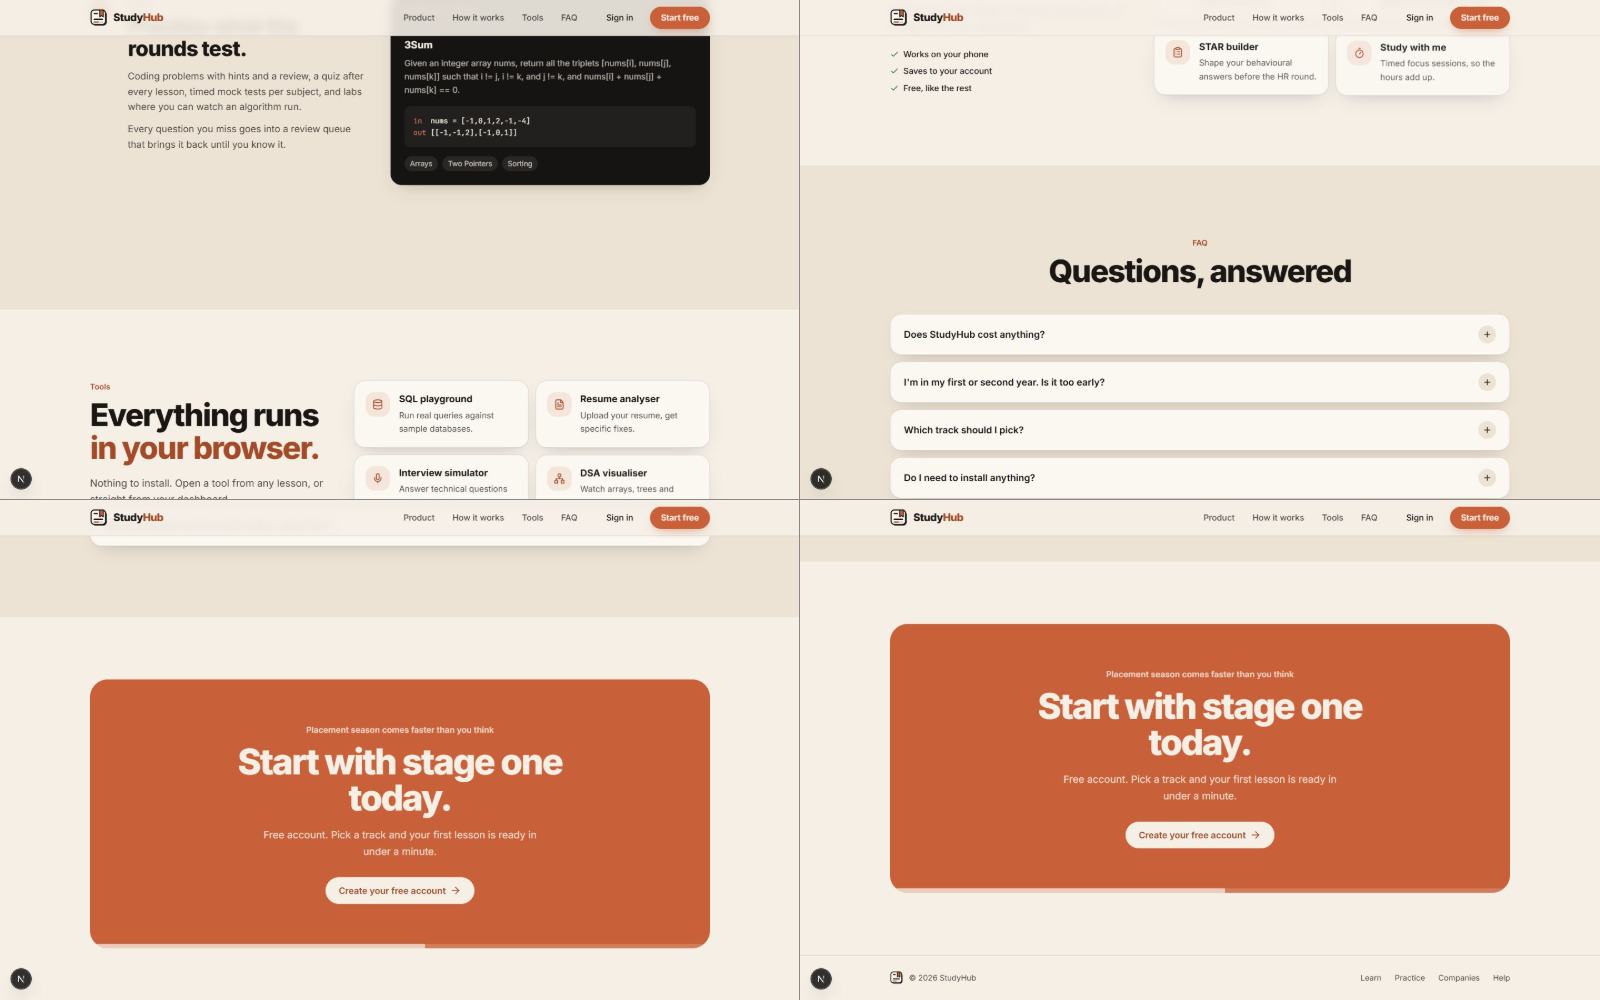 StudyHub
Product
How it works
Tools
FAQ
Sign in
Start free
rounds test.
Coding problems with hints and a review, a quiz after
every lesson, timed mock tests per subject, and labs
where you can watch an algorithm run.
Every question you miss goes into a review queue
that brings it back until you know it.
3Sum
Given an integer array nums, return all the triplets [nums[i], nums[j],
nums[k]] such that i != j, i != k, and j != k, and nums[i] + nums[j] +
nums[k] == 0.
in nums = [-1,0,1,2,-1,-4]
out [[-1,-1,2],[-1,0,1]]
Arrays
Two Pointers
Sorting
Tools
Everything runs
in your browser.
Nothing to install. Open a tool from any lesson, or
straight from your dashboard.
SQL playground
Run real queries against
sample databases.
Resume analyser
Upload your resume, get
specific fixes.
Interview simulator
Answer technical questions
DSA visualiser
Watch arrays, trees and
N
StudyHub
Product
How it works
Tools
FAQ
Sign in
Start free
Works on your phone
Saves to your account
Free, like the rest
STAR builder
Shape your behavioural
answers before the HR round.
Study with me
Timed focus sessions, so the
hours add up.
FAQ
Questions, answered
Does StudyHub cost anything?
I'm in my first or second year. Is it too early?
Which track should I pick?
Do I need to install anything?
N
StudyHub
Product
How it works
Tools
FAQ
Sign in
Start free
Placement season comes faster than you think
Start with stage one
today.
Free account. Pick a track and your first lesson is ready in
under a minute.
Create your free account →
N
StudyHub
Product
How it works
Tools
FAQ
Sign in
Start free
Placement season comes faster than you think
Start with stage one
today.
Free account. Pick a track and your first lesson is ready in
under a minute.
Create your free account →
N
© 2026 StudyHub
Learn
Practice
Companies
Help